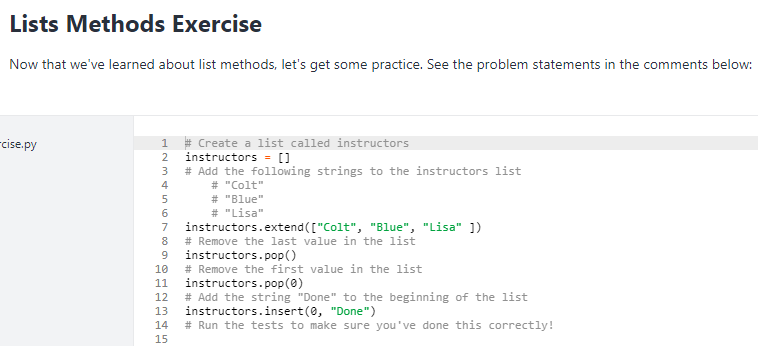 Lists Methods Exercise
Now that we've learned about list methods, let's get some practice. See the problem statements in the comments below:
cise.py
1 # Create a list called instructors
2 instructors = []
3 # Add the following strings to the instructors list
4 # "Colt"
5 # "Blue"
6 # "Lisa"
7 instructors.extend(["Colt", "Blue", "Lisa" ])
8 # Remove the last value in the list
9 instructors.pop()
10 # Remove the first value in the list
11 instructors.pop(0)
12 # Add the string "Done" to the beginning of the list
13 instructors.insert(0, "Done")
14 # Run the tests to make sure you've done this correctly!
15